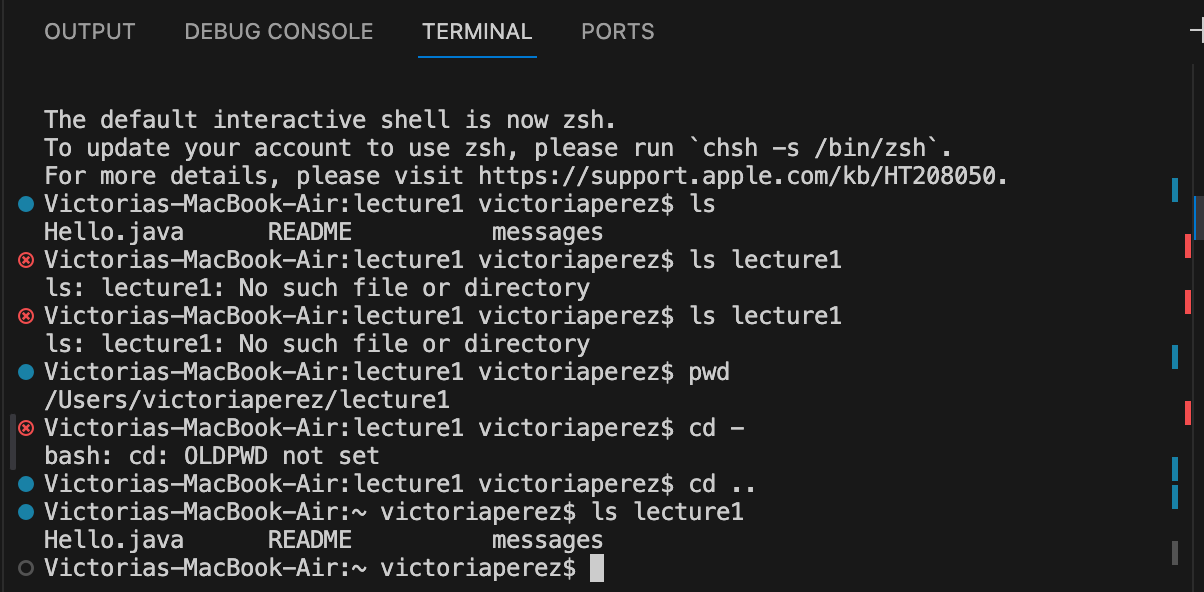 OUTPUT DEBUG CONSOLE TERMINAL PORTS
The default interactive shell is now zsh.
To update your account to use zsh, please run `chsh -s /bin/zsh`.
For more details, please visit https://support.apple.com/kb/HT208050.
Victorias-MacBook-Air:lecture1 victoriaperez$ ls
Hello.java README messages
Victorias-MacBook-Air:lecture1 victoriaperez$ ls lecture1
ls: lecture1: No such file or directory
Victorias-MacBook-Air:lecture1 victoriaperez$ ls lecture1
ls: lecture1: No such file or directory
Victorias-MacBook-Air:lecture1 victoriaperez$ pwd
/Users/victoriaperez/lecture1
Victorias-MacBook-Air:lecture1 victoriaperez$ cd -
bash: cd: OLDPWD not set
Victorias-MacBook-Air:lecture1 victoriaperez$ cd ..
Victorias-MacBook-Air:~ victoriaperez$ ls lecture1
Hello.java README messages
Victorias-MacBook-Air:~ victoriaperez$